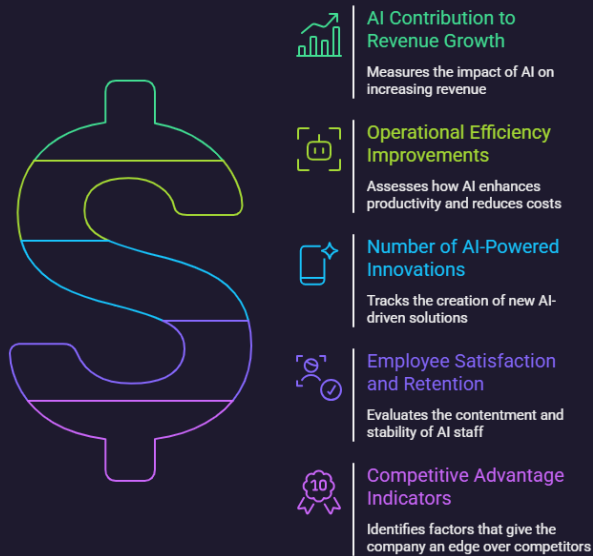 AI Contribution to
Revenue Growth
Measures the impact of AI on
increasing revenue
Operational Efficiency
Improvements
Assesses how AI enhances
productivity and reduces costs
Number of AI-Powered
Innovations
Tracks the creation of new AI-
driven solutions
Employee Satisfaction
and Retention
Evaluates the contentment and
stability of AI staff
10
Competitive Advantage
Indicators
Identifies factors that give the
company an edge over competitors